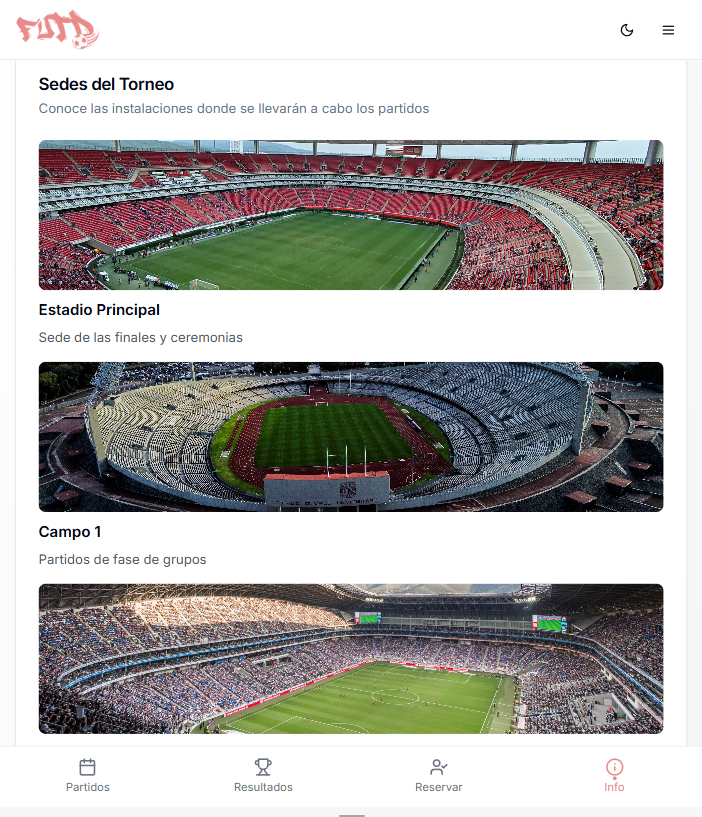 FUTD
Sedes del Torneo
Conoce las instalaciones donde se llevarán a cabo los partidos
Estadio Principal
Sede de las finales y ceremonias
Campo 1
Partidos de fase de grupos
Partidos
Resultados
Reservar
Info